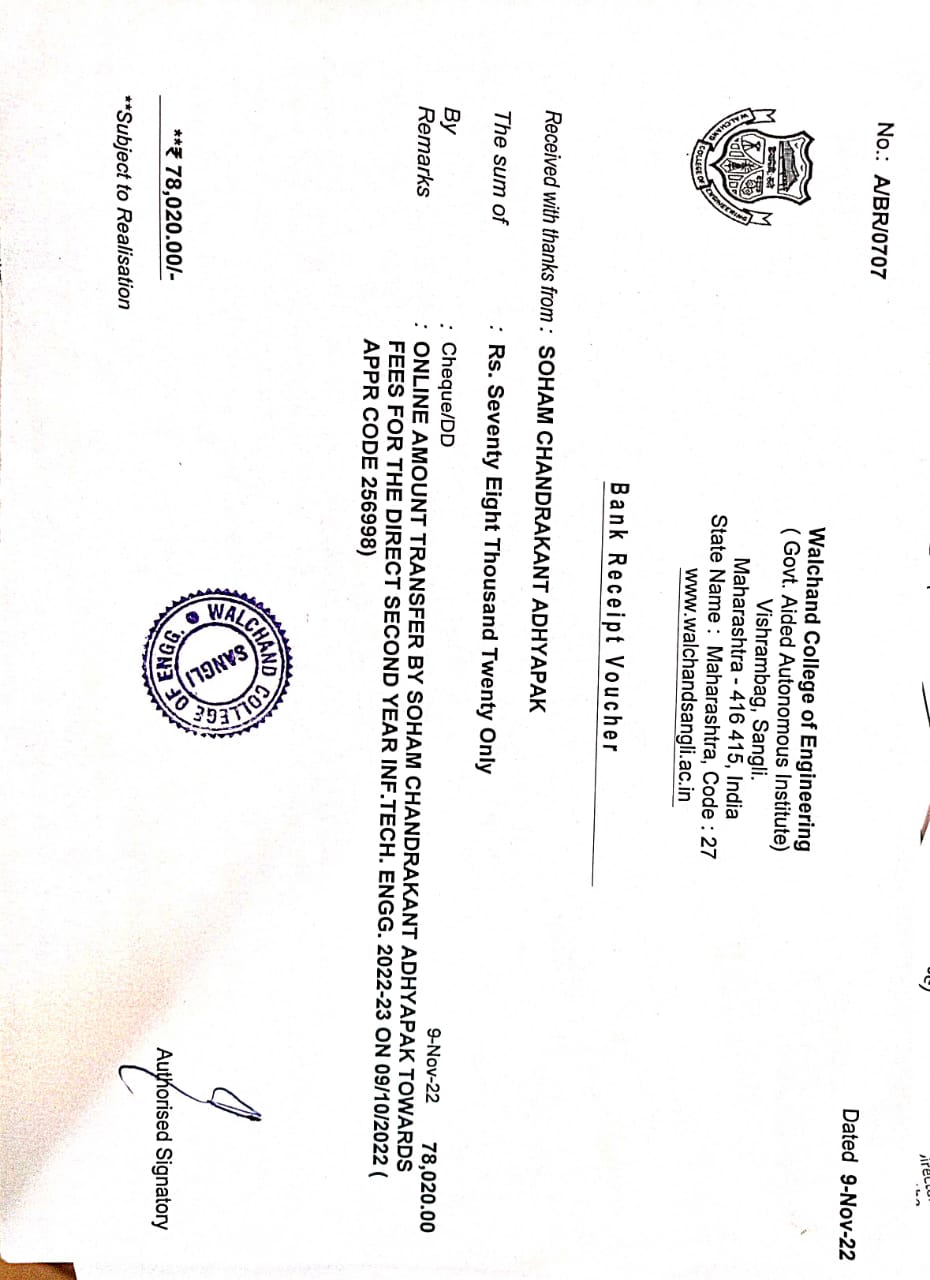 No.: A/BR/0707
Dated 9-Nov-22
WALCHAND COLLEGE OF ENGINEERING
Walchand College of Engineering
( Govt. Aided Autonomous Institute)
Vishrambag, Sangli.
Maharashtra - 416 415, India
State Name : Maharashtra, Code : 27
www.walchandsangli.ac.in
Bank Receipt Voucher
Received with thanks from : SOHAM CHANDRAKANT ADHYAPAK
The sum of : Rs. Seventy Eight Thousand Twenty Only
By : Cheque/DD 9-Nov-22 78,020.00
Remarks : ONLINE AMOUNT TRANSFER BY SOHAM CHANDRAKANT ADHYAPAK TOWARDS
FEES FOR THE DIRECT SECOND YEAR INF.TECH. ENGG. 2022-23 ON 09/10/2022 (
APPR CODE 256998)
WALCHAND COLLEGE OF ENGG.
SANGLI
**₹ 78,020.00/-
Authorised Signatory
**Subject to Realisation